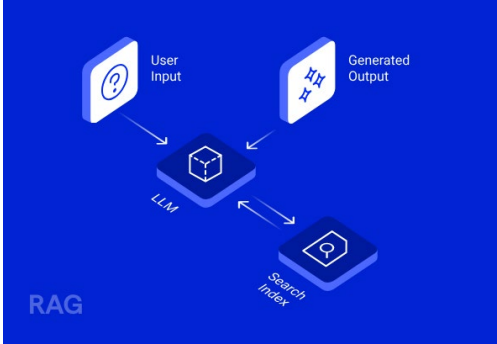 User
Input
Generated
Output
LLM
Search
Index
RAG